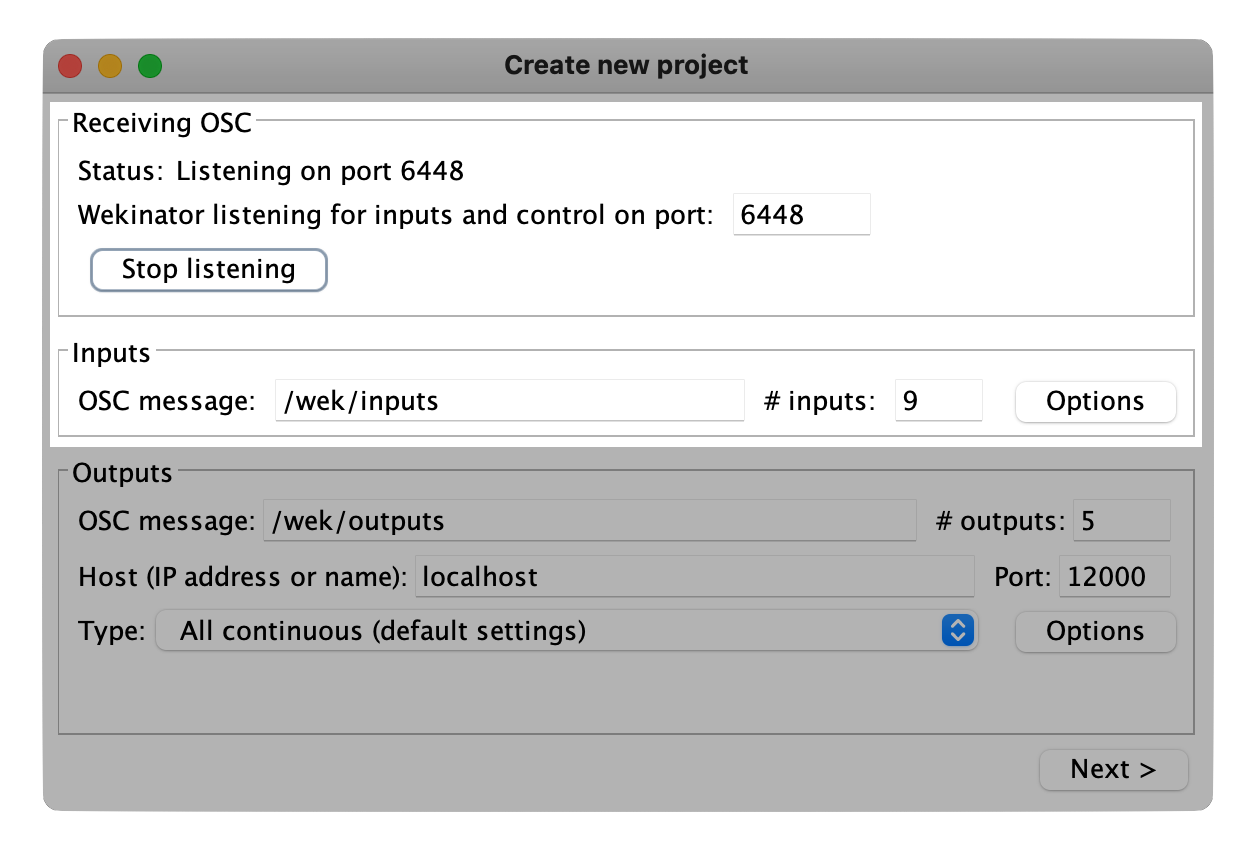 Create new project
Receiving OSC
Status: Listening on port 6448
Wekinator listening for inputs and control on port: 6448
Stop listening
Inputs
OSC message: /wek/inputs # inputs: 9 Options
Outputs
OSC message: /wek/outputs # outputs: 5
Host (IP address or name): localhost Port: 12000
Type: All continuous (default settings) Options
Next >